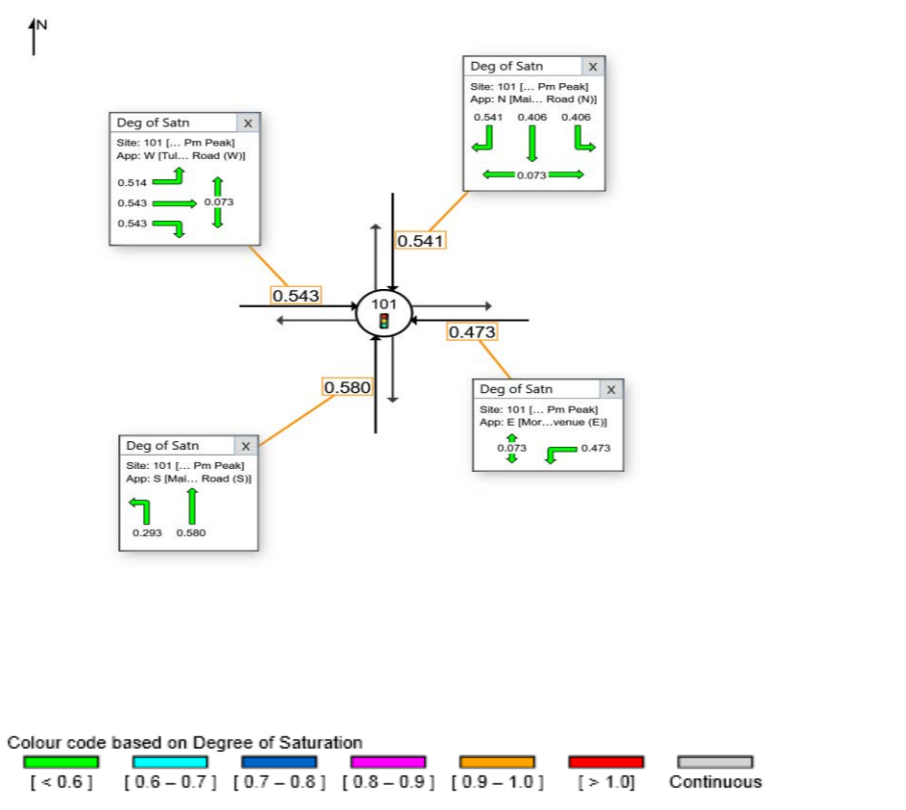 N
Deg of Satn X
Site: 101 [... Pm Peak]
App: N [Mai... Road (N)]
0.541 0.406 0.406
0.073
Deg of Satn X
Site: 101 [... Pm Peak]
App: W [Tul... Road (W)]
0.514
0.543 0.073
0.543
0.541
0.543
101
0.473
0.580
Deg of Satn X
Site: 101 [... Pm Peak]
App: E [Mor...venue (E)]
0.073 0.473
Deg of Satn X
Site: 101 [... Pm Peak]
App: S [Mai... Road (S)]
0.293 0.580
Colour code based on Degree of Saturation
[ < 0.6 ] [ 0.6 – 0.7 ] [ 0.7 – 0.8 ] [ 0.8 – 0.9 ] [ 0.9 – 1.0 ] [ > 1.0] Continuous